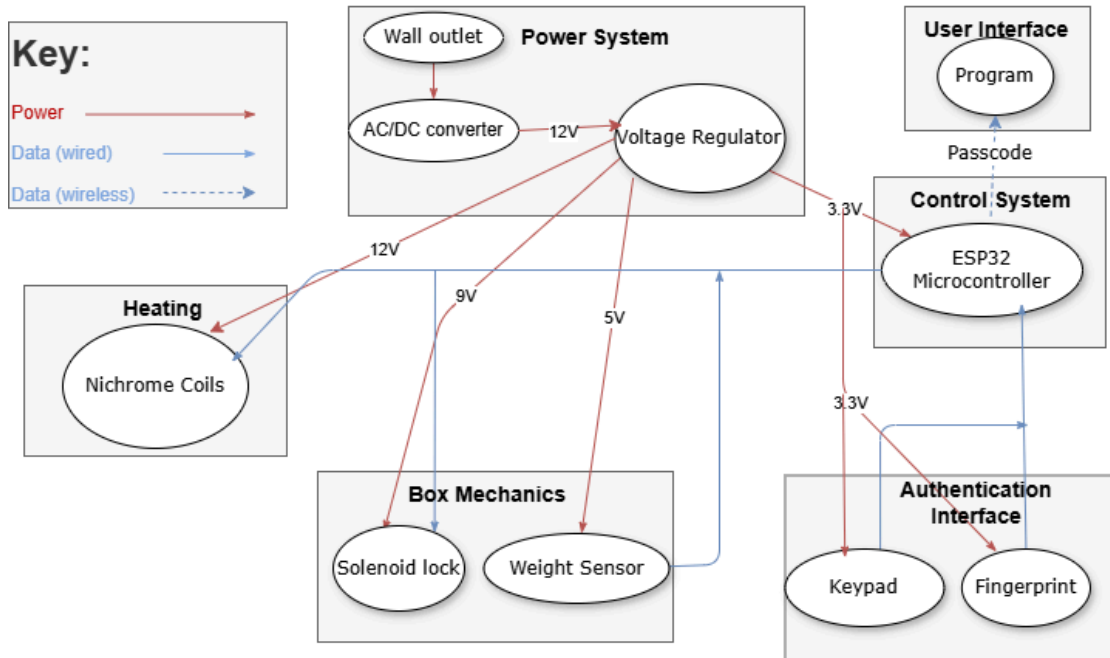 Key:
Power
Data (wired)
Data (wireless)
Wall outlet
Power System
AC/DC converter
12V
Voltage Regulator
User Interface
Program
Passcode
Control System
ESP32
Microcontroller
3.3V
12V
9V
5V
3.3V
Heating
Nichrome Coils
Box Mechanics
Solenoid lock
Weight Sensor
Authentication
Interface
Keypad
Fingerprint